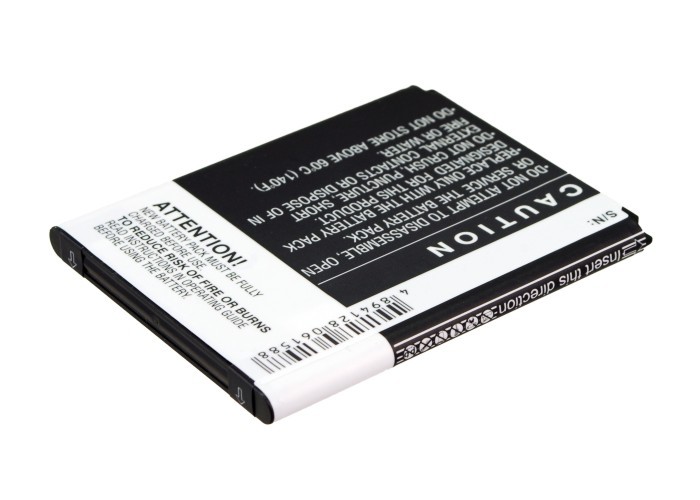 S/N:
CAUTION
•DO NOT ATTEMPT TO DISASSEMBLE, OPEN
OR SERVICE THE BATTERY PACK.
•REPLACE ONLY WITH THE BATTERY PACK
DESIGNATED FOR THIS PRODUCT.
•DO NOT CRUSH, PUNCTURE, SHORT
EXTERNAL CONTACTS OR DISPOSE OF IN
FIRE OR WATER.
•DO NOT STORE ABOVE 60°C (140°F).
ATTENTION!
NEW BATTERY PACK MUST BE FULLY
CHARGED BEFORE USE
TO REDUCE RISK OF FIRE OR BURNS
READ INSTRUCTIONS IN OPERATING GUIDE
BEFORE USING THE BATTERY.
4894128061588
Insert this direction